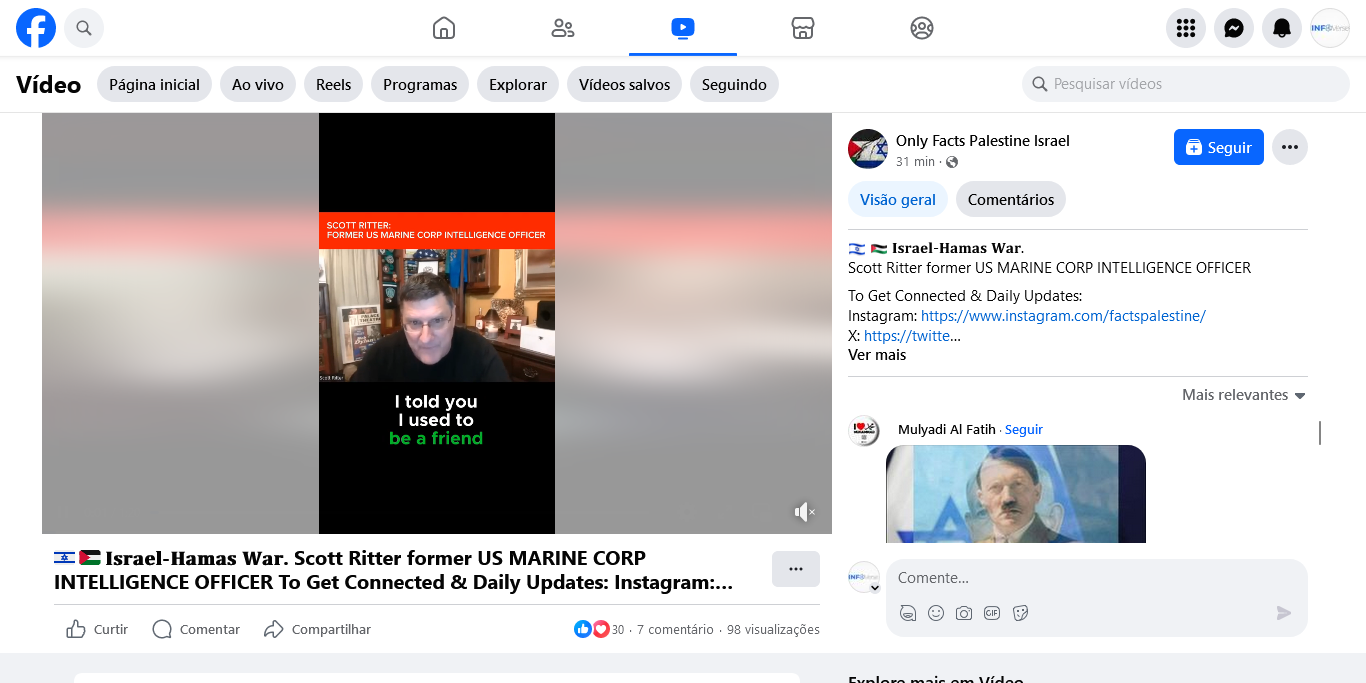 Vídeo
Página inicial
Ao vivo
Reels
Programas
Explorar
Vídeos salvos
Seguindo
Pesquisar vídeos
SCOTT RITTER:
FORMER US MARINE CORP INTELLIGENCE OFFICER
Scott Ritter
I told you
I used to
be a friend
🇮🇱 🇵🇸 Israel-Hamas War. Scott Ritter former US MARINE CORP
INTELLIGENCE OFFICER To Get Connected & Daily Updates: Instagram:...
Curtir
Comentar
Compartilhar
30 · 7 comentário · 98 visualizações
Only Facts Palestine Israel
31 min ·
Seguir
Visão geral
Comentários
🇮🇱 🇵🇸 Israel-Hamas War.
Scott Ritter former US MARINE CORP INTELLIGENCE OFFICER
To Get Connected & Daily Updates:
Instagram: https://www.instagram.com/factspalestine/
X: https://twitte...
Ver mais
Mais relevantes
Mulyadi Al Fatih · Seguir
Comente...
GIF
Explore mais em Vídeo